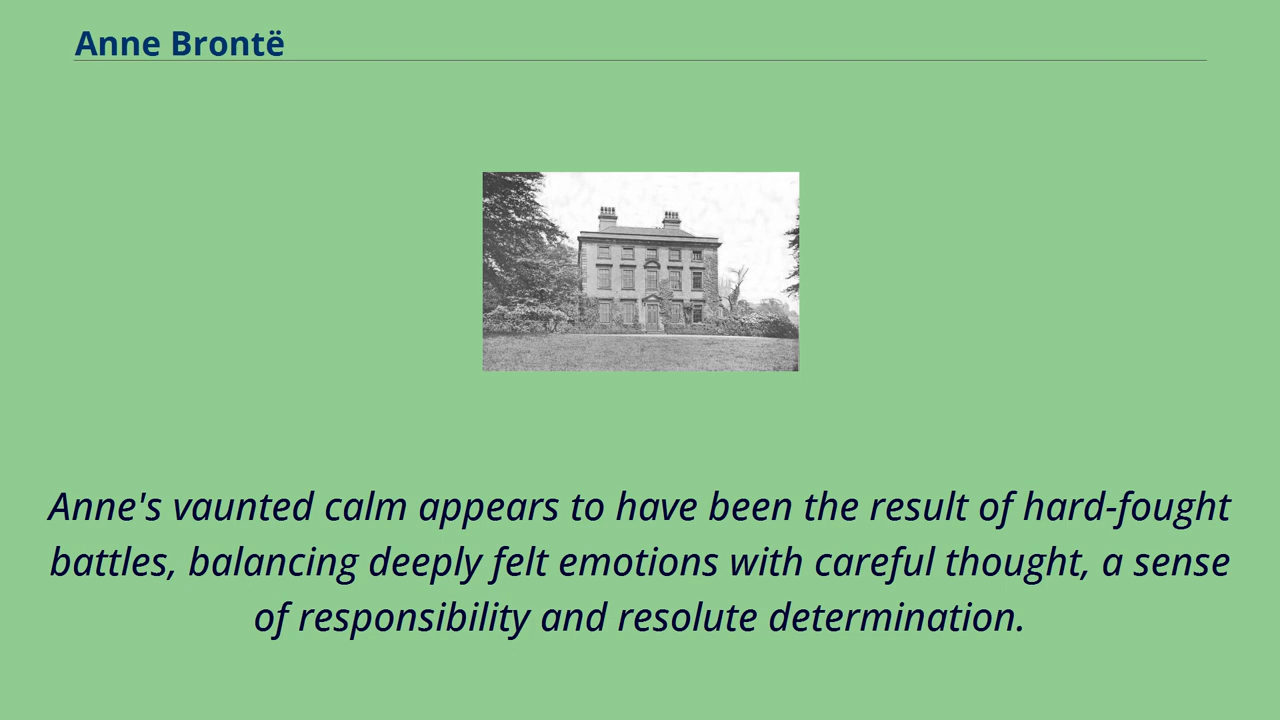 Anne Brontë
Anne's vaunted calm appears to have been the result of hard-fought
battles, balancing deeply felt emotions with careful thought, a sense
of responsibility and resolute determination.